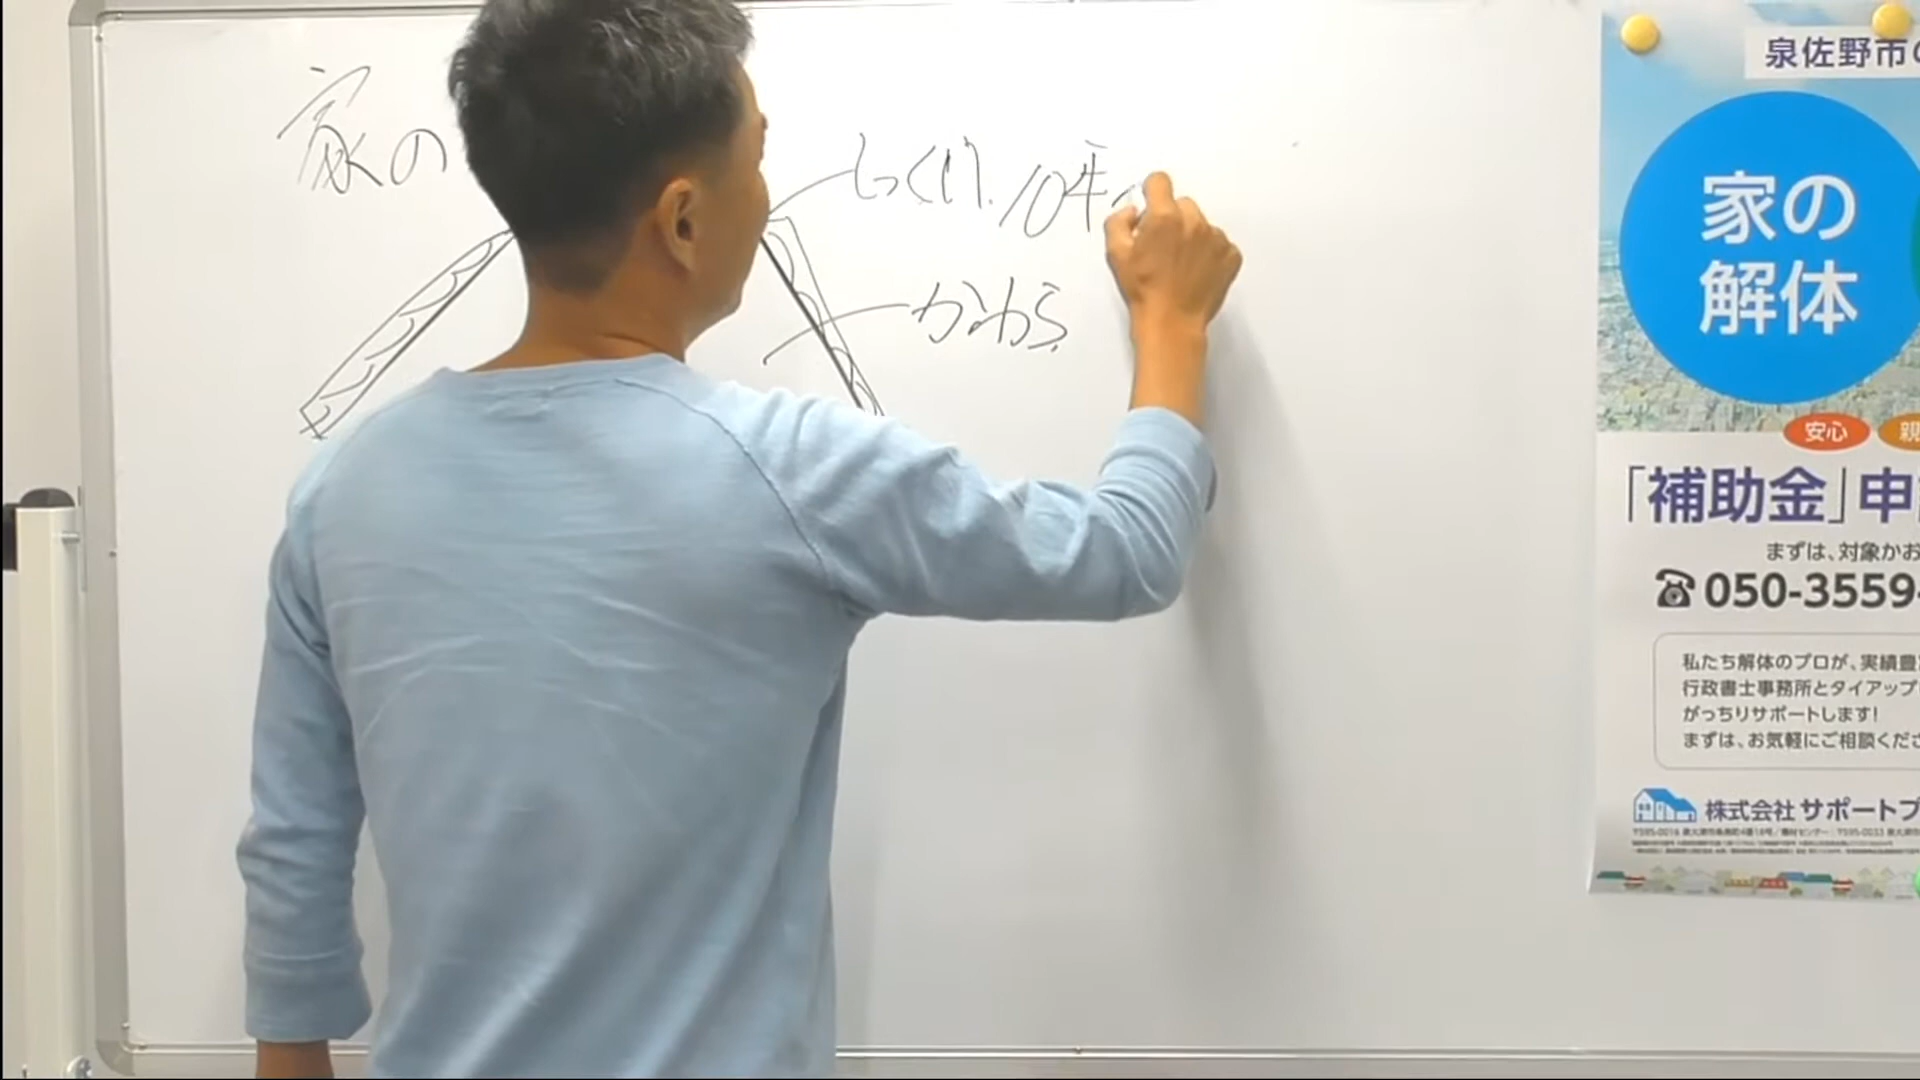 家の
しっくい 10年
かわら
泉佐野市の
家の
解体
安心
親
「補助金」申
まずは、対象かお
050-3559-
私たち解体のプロが、実績豊
行政書士事務所とタイアップ
がっちりサポートします!
まずは、お気軽にご相談くださ
株式会社 サポートプ